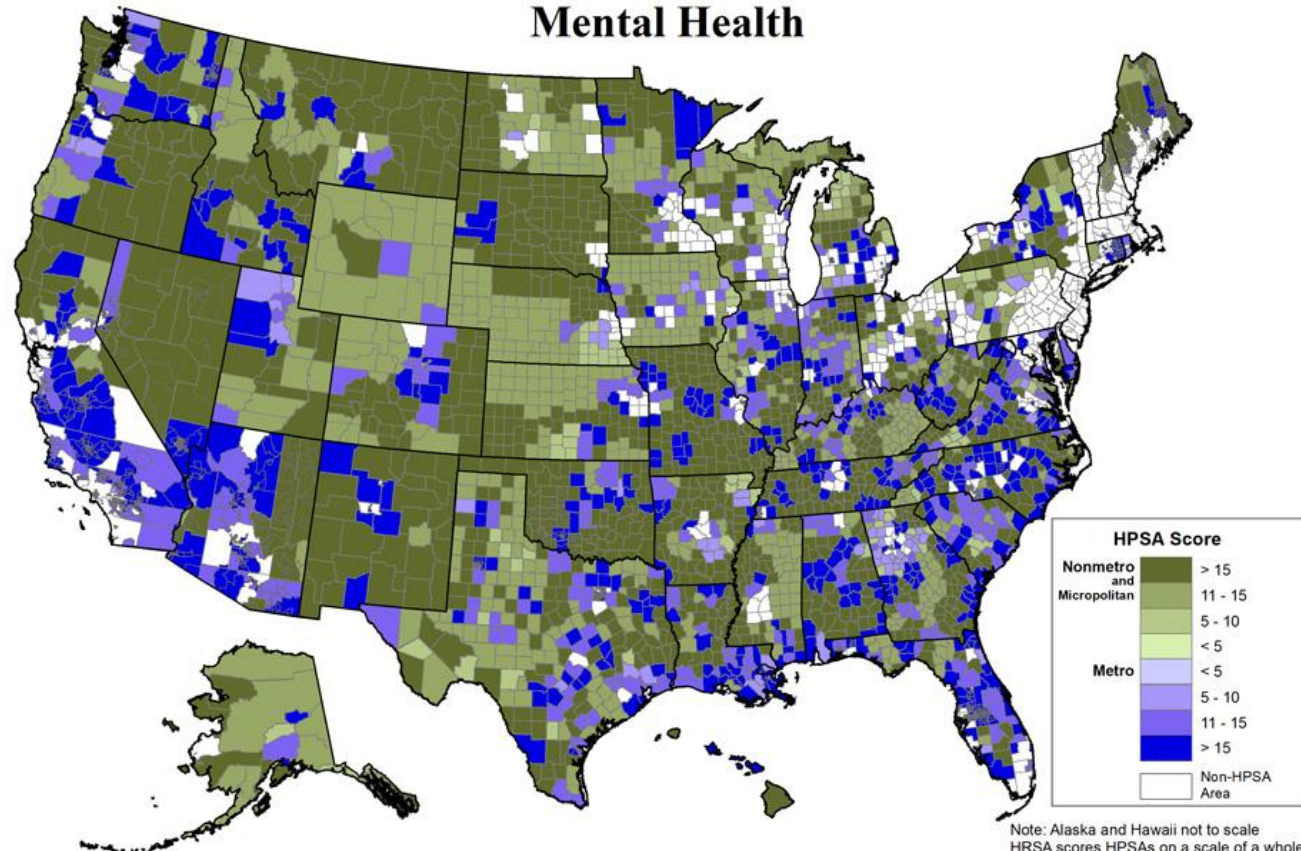 Mental Health
HPSA Score
Nonmetro
and
Micropolitan
> 15
11 - 15
5 - 10
< 5
Metro
< 5
5 - 10
11 - 15
> 15
Non-HPSA
Area
Note: Alaska and Hawaii not to scale
HRSA scores HPSAs on a scale of a whole